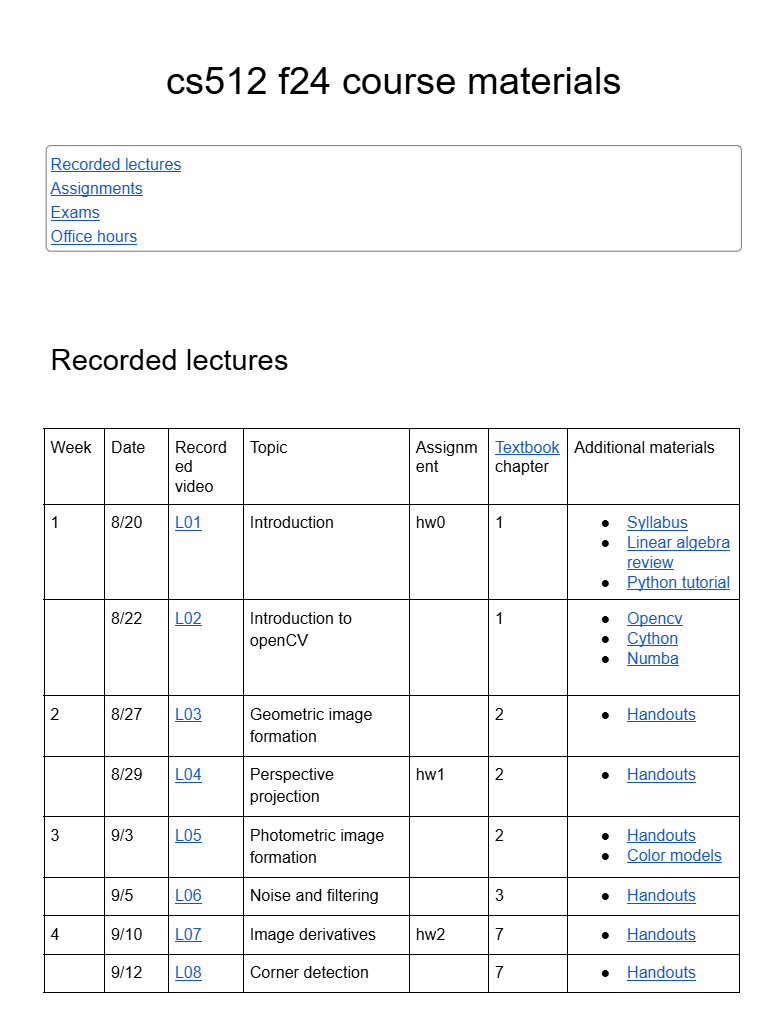 cs512 f24 course materials
Recorded lectures
Assignments
Exams
Office hours
Recorded lectures
Week Date Record Topic Assignm Textbook Additional materials
ed ent chapter
video
1 8/20 L01 Introduction hw0 1 ● Syllabus
● Linear algebra
review
● Python tutorial
8/22 L02 Introduction to 1 ● Opencv
openCV ● Cython
● Numba
2 8/27 L03 Geometric image 2 ● Handouts
formation
8/29 L04 Perspective hw1 2 ● Handouts
projection
3 9/3 L05 Photometric image 2 ● Handouts
formation ● Color models
9/5 L06 Noise and filtering 3 ● Handouts
4 9/10 L07 Image derivatives hw2 7 ● Handouts
9/12 L08 Corner detection 7 ● Handouts